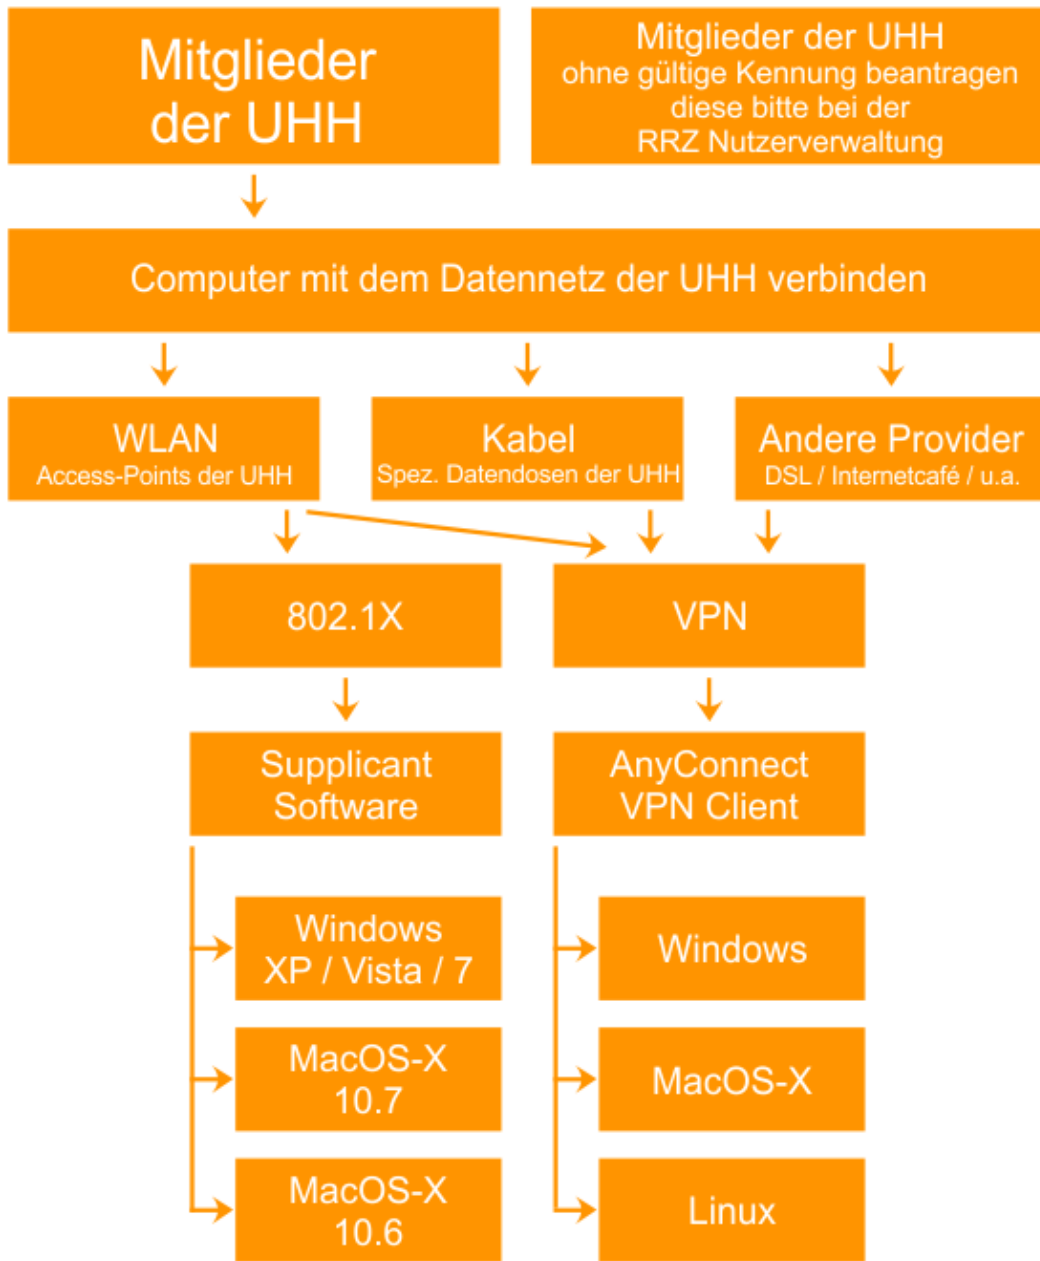 Mitglieder
der UHH
Mitglieder der UHH
ohne gültige Kennung beantragen
diese bitte bei der
RRZ Nutzerverwaltung
Computer mit dem Datennetz der UHH verbinden
WLAN
Access-Points der UHH
Kabel
Spez. Datendosen der UHH
Andere Provider
DSL / Internetcafé / u.a.
802.1X
VPN
Supplicant
Software
AnyConnect
VPN Client
Windows
XP / Vista / 7
Windows
MacOS-X
10.7
MacOS-X
MacOS-X
10.6
Linux